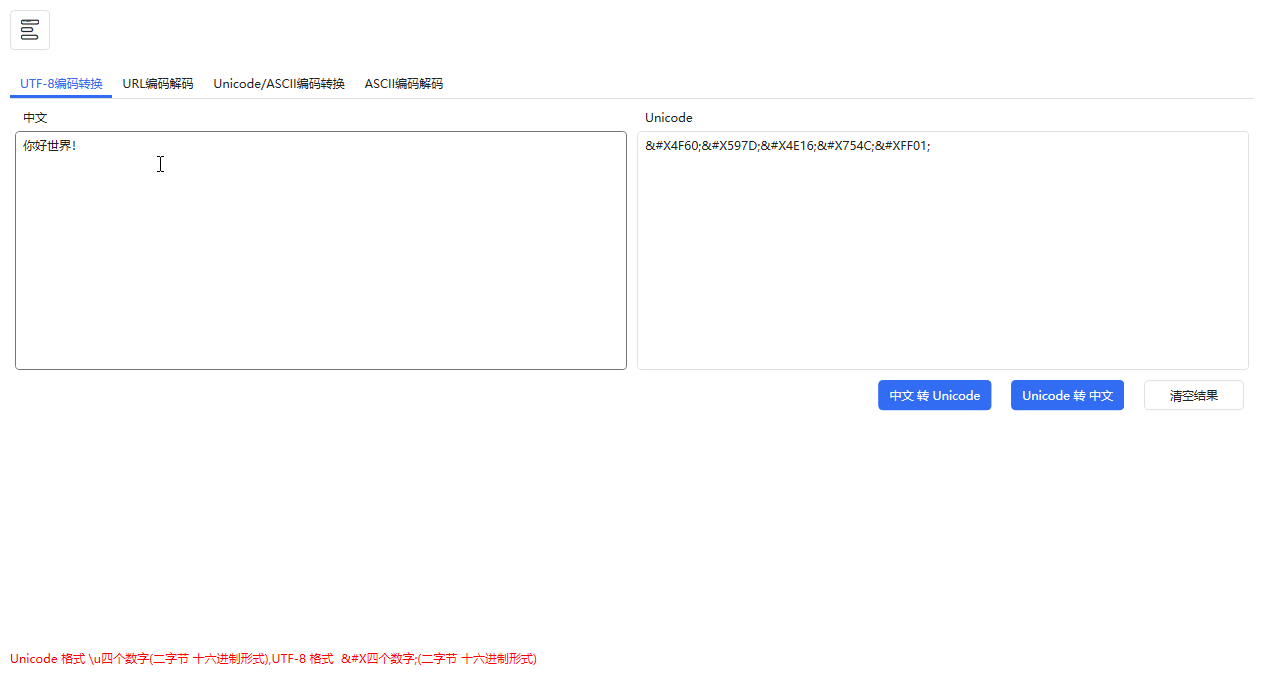 UTF-8编码转换 URL编码解码 Unicode/ASCII编码转换 ASCII编码解码
中文 Unicode
你好世界！ &#X4F60;&#X597D;&#X4E16;&#X754C;&#XFF01;
中文 转 Unicode Unicode 转 中文 清空结果
Unicode 格式 \u四个数字(二字节 十六进制形式),UTF-8 格式  &#X四个数字;(二字节 十六进制形式)